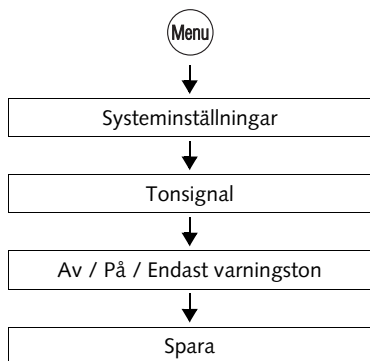 Menu
Systeminställningar
Tonsignal
Av / På / Endast varningston
Spara